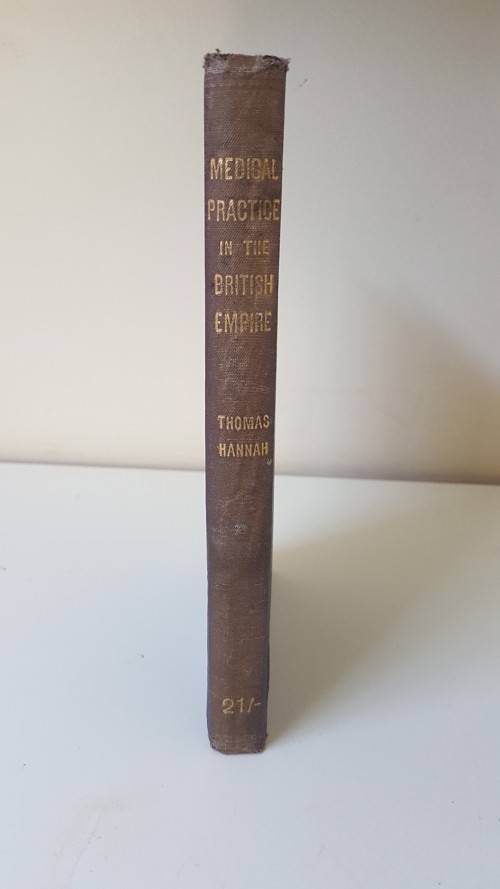 MEDICAL
PRACTICE
IN THE
BRITISH
EMPIRE
THOMAS
HANNAH
21/-